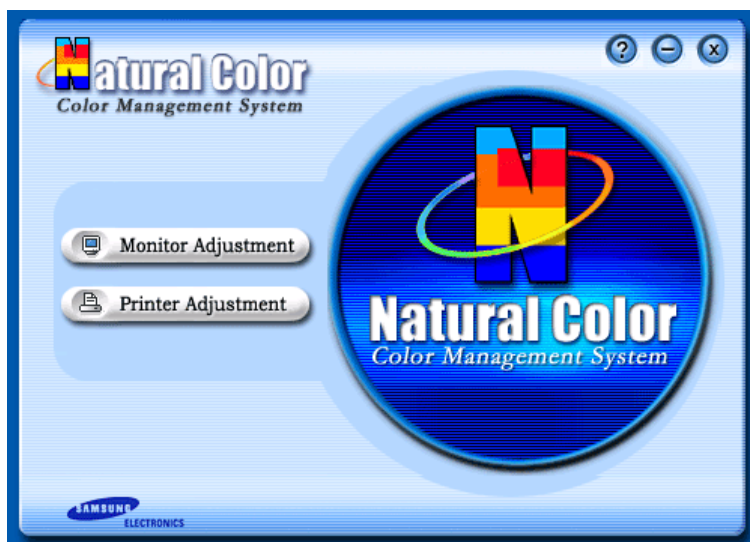 Natural Color
Color Management System
? − x
Monitor Adjustment
Printer Adjustment
N
Natural Color
Color Management System
SAMSUNG
ELECTRONICS